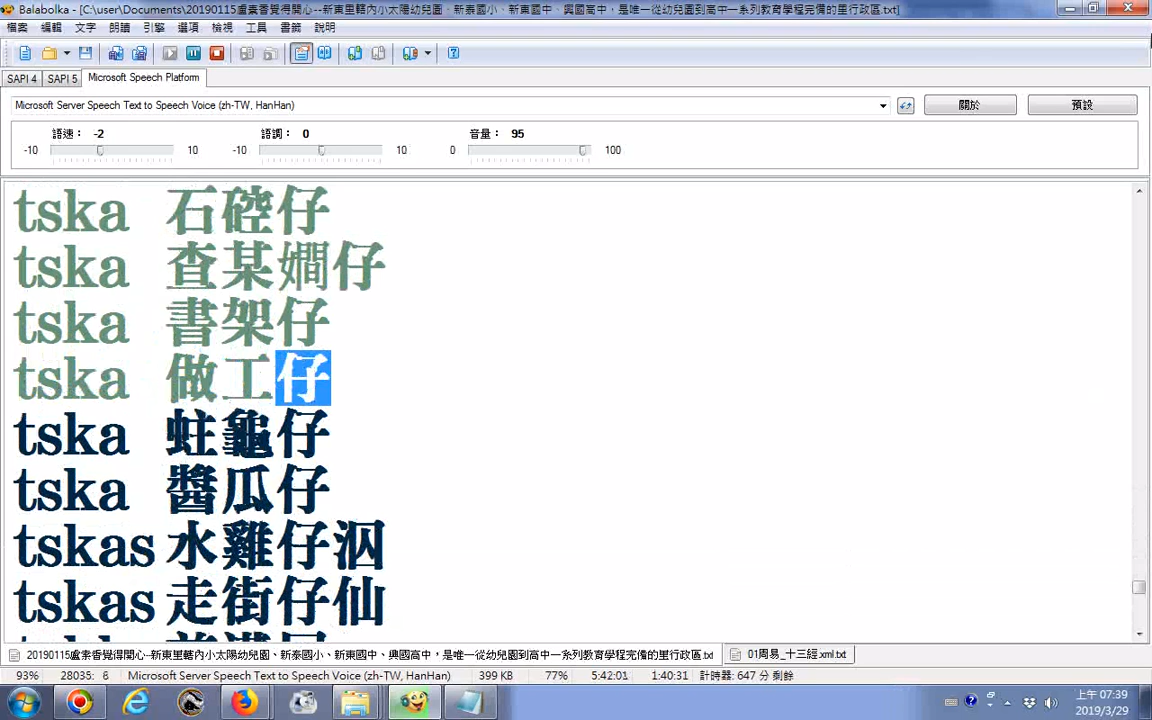 Balabolka - [C:\user\Documents\20190115盧素香覺得開心--新東里轄內小太陽幼兒園、新泰國小、新東國中、興國高中，是唯一從幼兒園到高中一系列教育學程完備的里行政區.txt]
檔案 編輯 文字 朗讀 引擎 選項 檢視 工具 書籤 說明
SAPI 4 SAPI 5 Microsoft Speech Platform
Microsoft Server Speech Text to Speech Voice (zh-TW, HanHan) 關於 預設
語速： -2 語調： 0 音量： 95
-10 10 -10 10 0 100
tska 石硿仔
tska 查某嫺仔
tska 書架仔
tska 做工仔
tska 蛀龜仔
tska 醬瓜仔
tskas 水雞仔泅
tskas 走街仔仙
20190115盧素香覺得開心--新東里轄內小太陽幼兒園、新泰國小、新東國中、興國高中，是唯一從幼兒園到高中一系列教育學程完備的里行政區.txt 01周易_十三經.xml.txt
93% 28035: 6 Microsoft Server Speech Text to Speech Voice (zh-TW, HanHan) 399 KB 77% 5:42:01 1:40:31 計時器: 647 分 剩餘
上午 07:39
2019/3/29